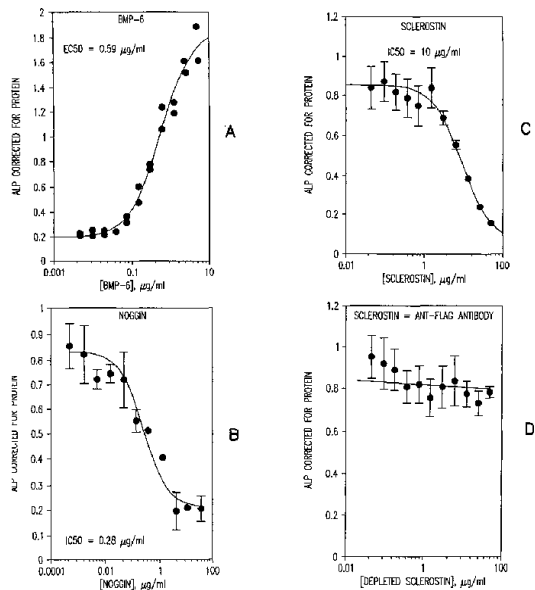 BMP-6
EC50 = 0.59 μg/ml
ALP CORRECTED FOR PROTEIN
2
1.8
1.6
1.4
1.2
1
0.8
0.6
0.4
0.2
0
0.001 0.01 0.1 1 5 10
[BMP-6], μg/ml
A
SCLEROSTIN
IC50 = 10 μg/ml
ALP CORRECTED FOR PROTEIN
1.2
1
0.8
0.6
0.4
0.2
0
0.01 1 100
[SCLEROSTIN], μg/ml
C
NOGGIN
IC50 = 0.28 μg/ml
ALP CORRECTED FOR PROTEIN
1
0.9
0.8
0.7
0.6
0.5
0.4
0.3
0.2
0.1
0
0.0001 0.01 1 100
[NOGGIN], μg/ml
B
SCLEROSTIN = ANT-FLAG ANTIBODY
ALP CORRECTED FOR PROTEIN
1.2
1
0.8
0.6
0.4
0.2
0
0.01 1 100
[DEPLETED SCLEROSTIN], μg/ml
D